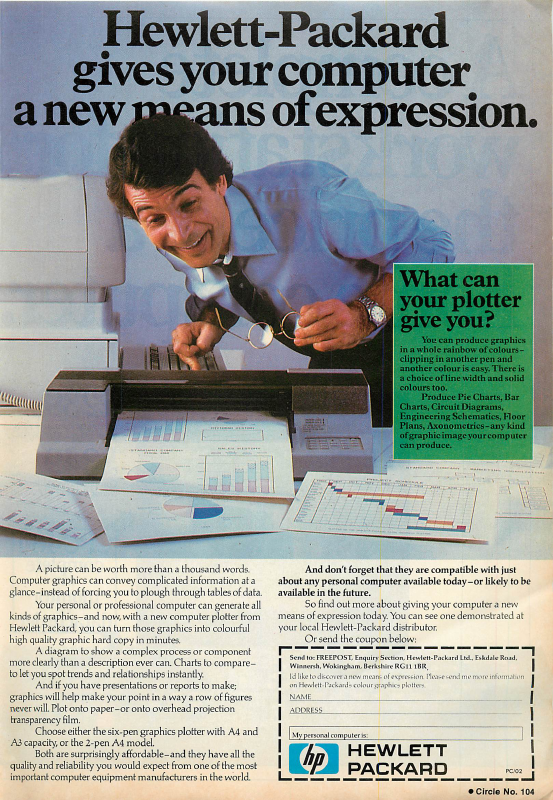 Hewlett-Packard
gives your computer
a new means of expression.
What can
your plotter
give you?
You can produce graphics
in a whole rainbow of colours–
clipping in another pen and
another colour is easy. There is
a choice of line width and solid
colours too.
Produce Pie Charts, Bar
Charts, Circuit Diagrams,
Engineering Schematics, Floor
Plans, Axonometrics–any kind
of graphic image your computer
can produce.
A picture can be worth more than a thousand words.
Computer graphics can convey complicated information at a
glance–instead of forcing you to plough through tables of data.
Your personal or professional computer can generate all
kinds of graphics–and now, with a new computer plotter from
Hewlett Packard, you can turn those graphics into colourful
high quality graphic hard copy in minutes.
A diagram to show a complex process or component
more clearly than a description ever can. Charts to compare–
to let you spot trends and relationships instantly.
And if you have presentations or reports to make;
graphics will help make your point in a way a row of figures
never will. Plot onto paper–or onto overhead projection
transparency film.
Choose either the six-pen graphics plotter with A4 and
A3 capacity, or the 2-pen A4 model.
Both are surprisingly affordable–and they have all the
quality and reliability you would expect from one of the most
important computer equipment manufacturers in the world.
And don't forget that they are compatible with just
about any personal computer available today–or likely to be
available in the future.
So find out more about giving your computer a new
means of expression today. You can see one demonstrated at
your local Hewlett-Packard distributor.
Or send the coupon below:
Send to: FREEPOST, Enquiry Section, Hewlett-Packard Ltd., Eskdale Road,
Winnersh, Wokingham, Berkshire RG11 1BR.
I'd like to discover a new means of expression. Please send me more information
on Hewlett-Packard's colour graphics plotters.
NAME
ADDRESS
My personal computer is:
hp HEWLETT
PACKARD
PC/02
● Circle No. 104